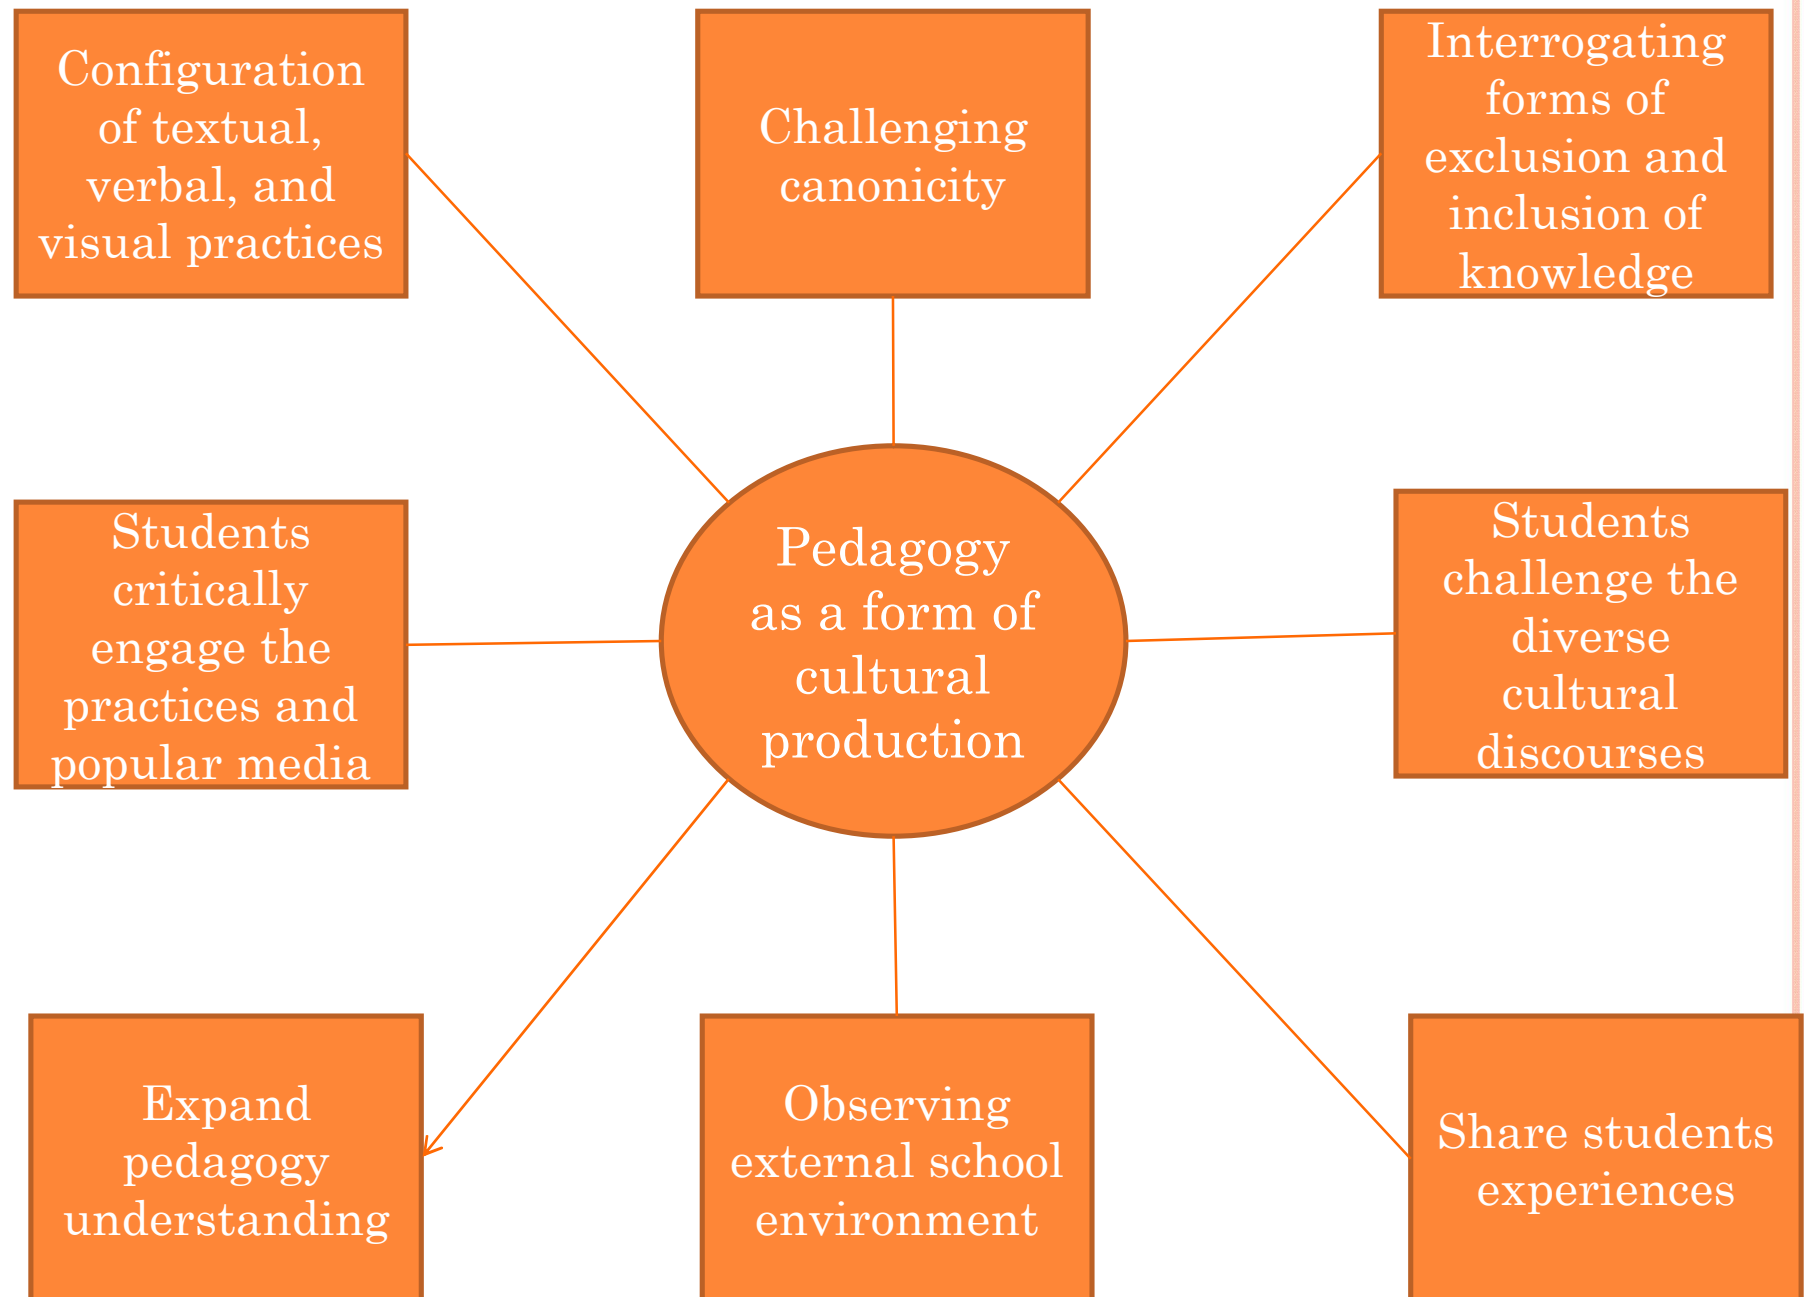 Configuration
of textual,
verbal, and
visual practices
Challenging
canonicity
Interrogating
forms of
exclusion and
inclusion of
knowledge
Students
critically
engage the
practices and
popular media
Pedagogy
as a form of
cultural
production
Students
challenge the
diverse
cultural
discourses
Expand
pedagogy
understanding
Observing
external school
environment
Share students
experiences